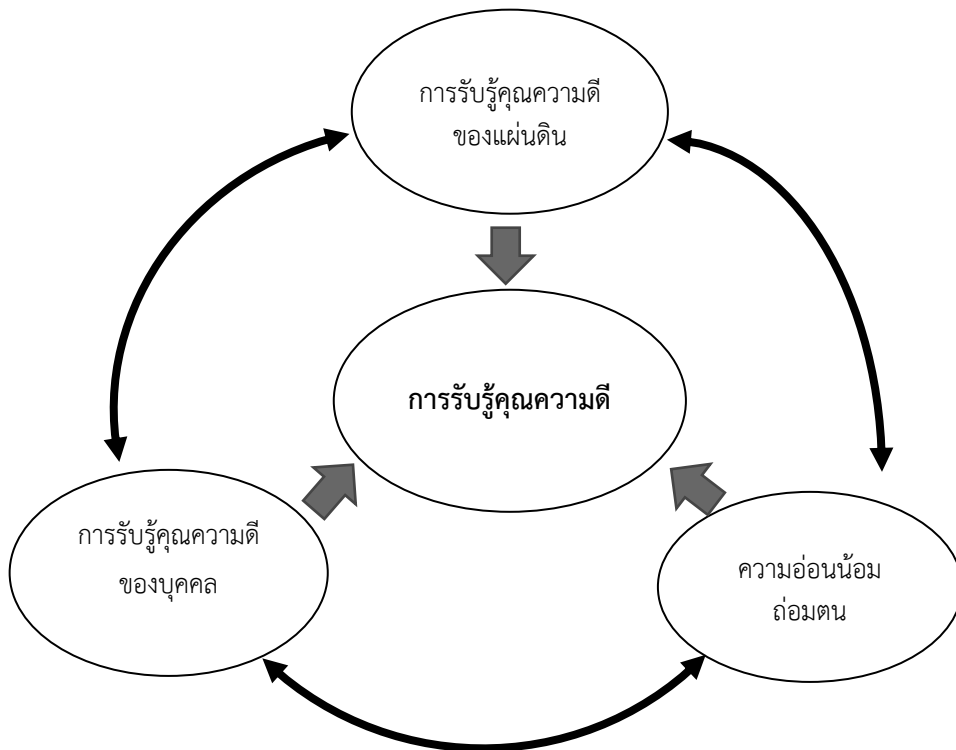 การรับรู้คุณความดี
ของแผ่นดิน
การรับรู้คุณความดี
การรับรู้คุณความดี
ของบุคคล
ความอ่อนน้อม
ถ่อมตน